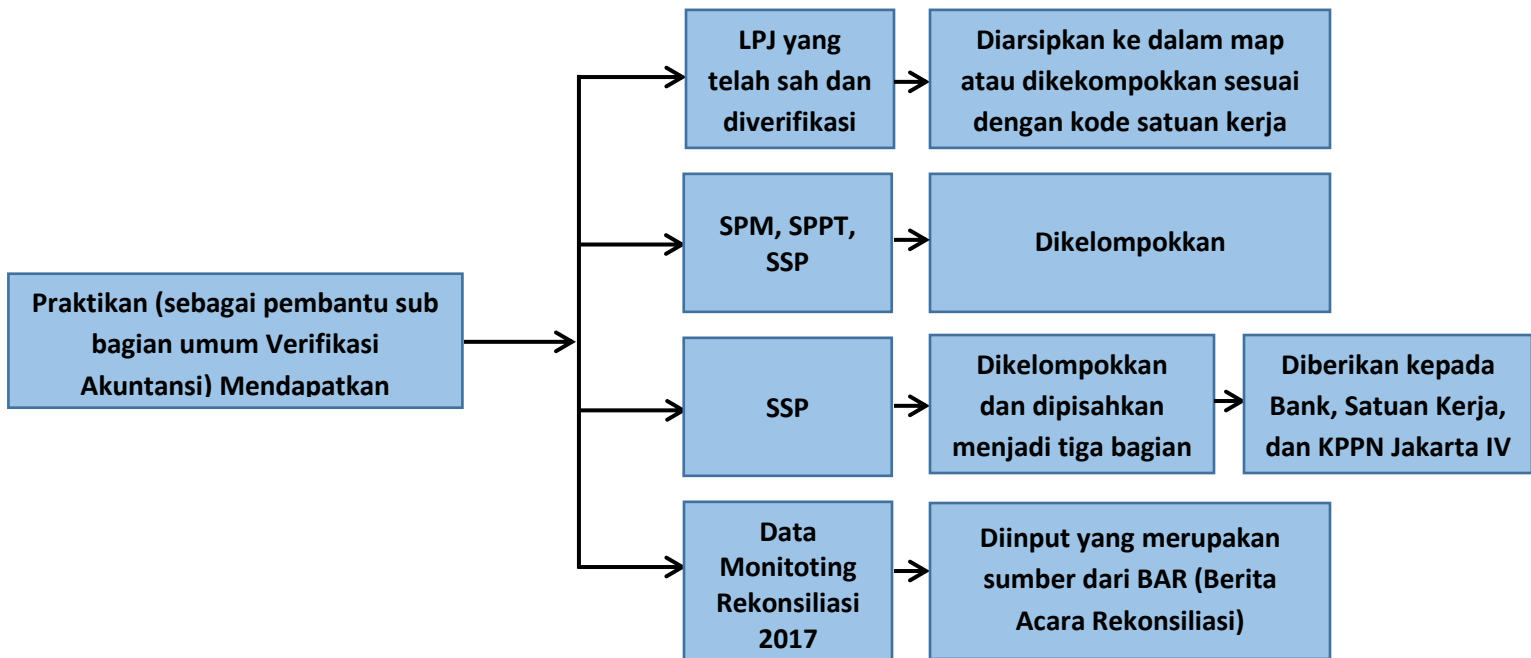 LPJ yang
telah sah dan
diverifikasi
Diarsipkan ke dalam map
atau dikekompokkan sesuai
dengan kode satuan kerja
SPM, SPPT,
SSP
Dikelompokkan
Praktikan (sebagai pembantu sub
bagian umum Verifikasi
Akuntansi) Mendapatkan
SSP
Dikelompokkan
dan dipisahkan
menjadi tiga bagian
Diberikan kepada
Bank, Satuan Kerja,
dan KPPN Jakarta IV
Data
Monitoting
Rekonsiliasi
2017
Diinput yang merupakan
sumber dari BAR (Berita
Acara Rekonsiliasi)